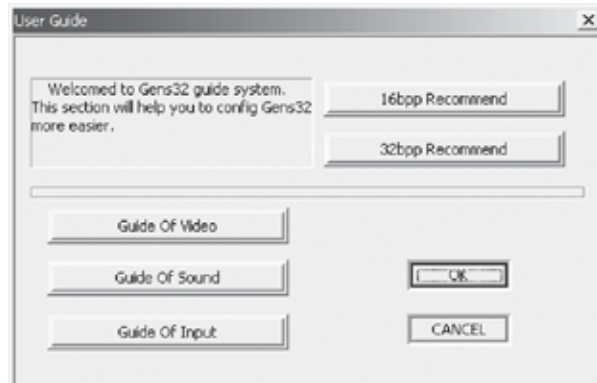 User Guide
Welcomed to Gens32 guide system.
This section will help you to config Gens32
more easier.
16bpp Recommend
32bpp Recommend
Guide Of Video
Guide Of Sound
Guide Of Input
OK
CANCEL